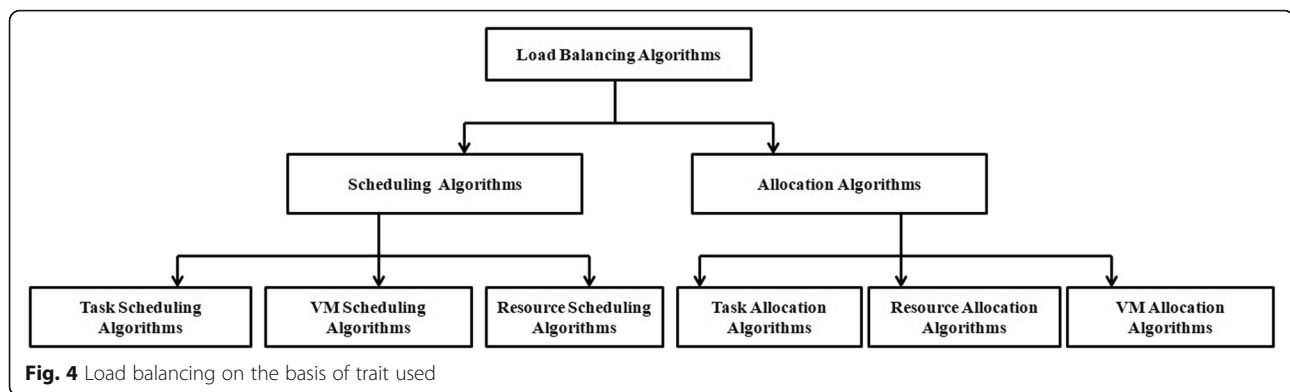 Load Balancing Algorithms
Scheduling Algorithms
Allocation Algorithms
Task Scheduling
Algorithms
VM Scheduling
Algorithms
Resource Scheduling
Algorithms
Task Allocation
Algorithms
Resource Allocation
Algorithms
VM Allocation
Algorithms
Fig. 4 Load balancing on the basis of trait used